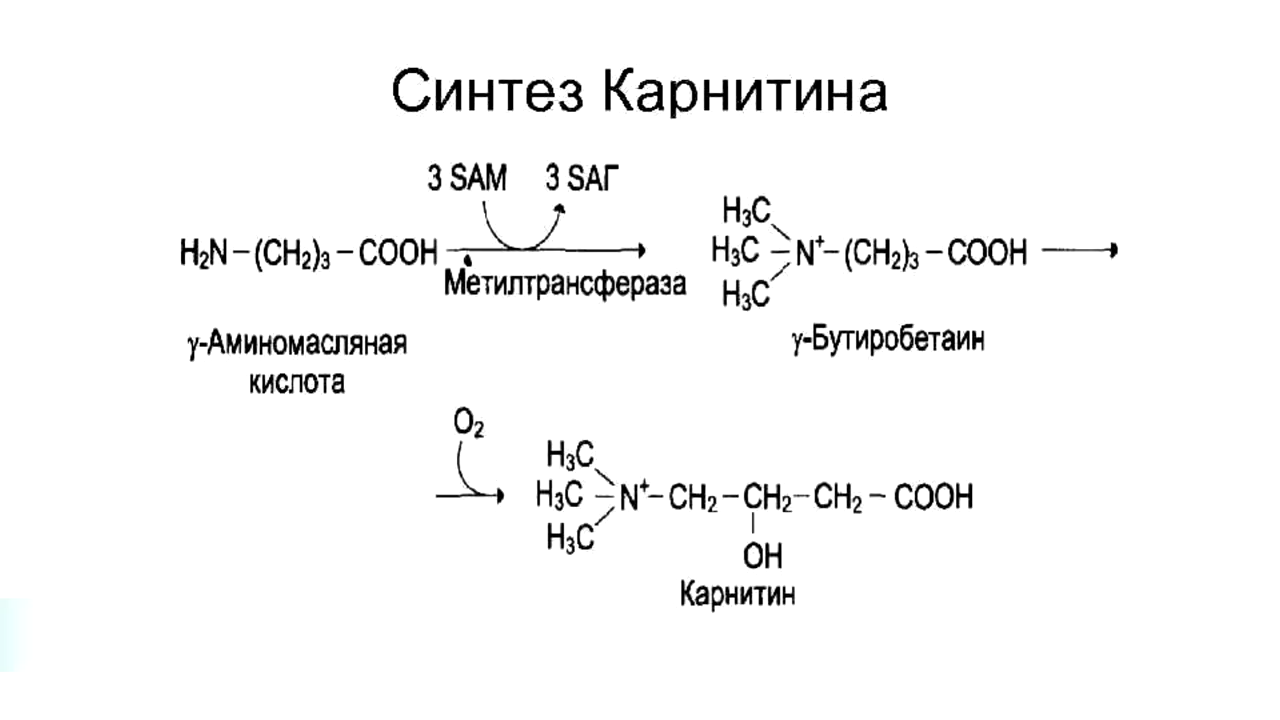 Синтез Карнитина
3 SAM 3 SAГ
H₂N–(CH₂)₃–COOH
Метилтрансфераза
γ-Аминомасляная
кислота
H₃C
H₃C –N⁺–(CH₂)₃–COOH
H₃C
γ-Бутиробетаин
O₂
H₃C
H₃C –N⁺–CH₂–CH₂–CH₂–COOH
H₃C
OH
Карнитин